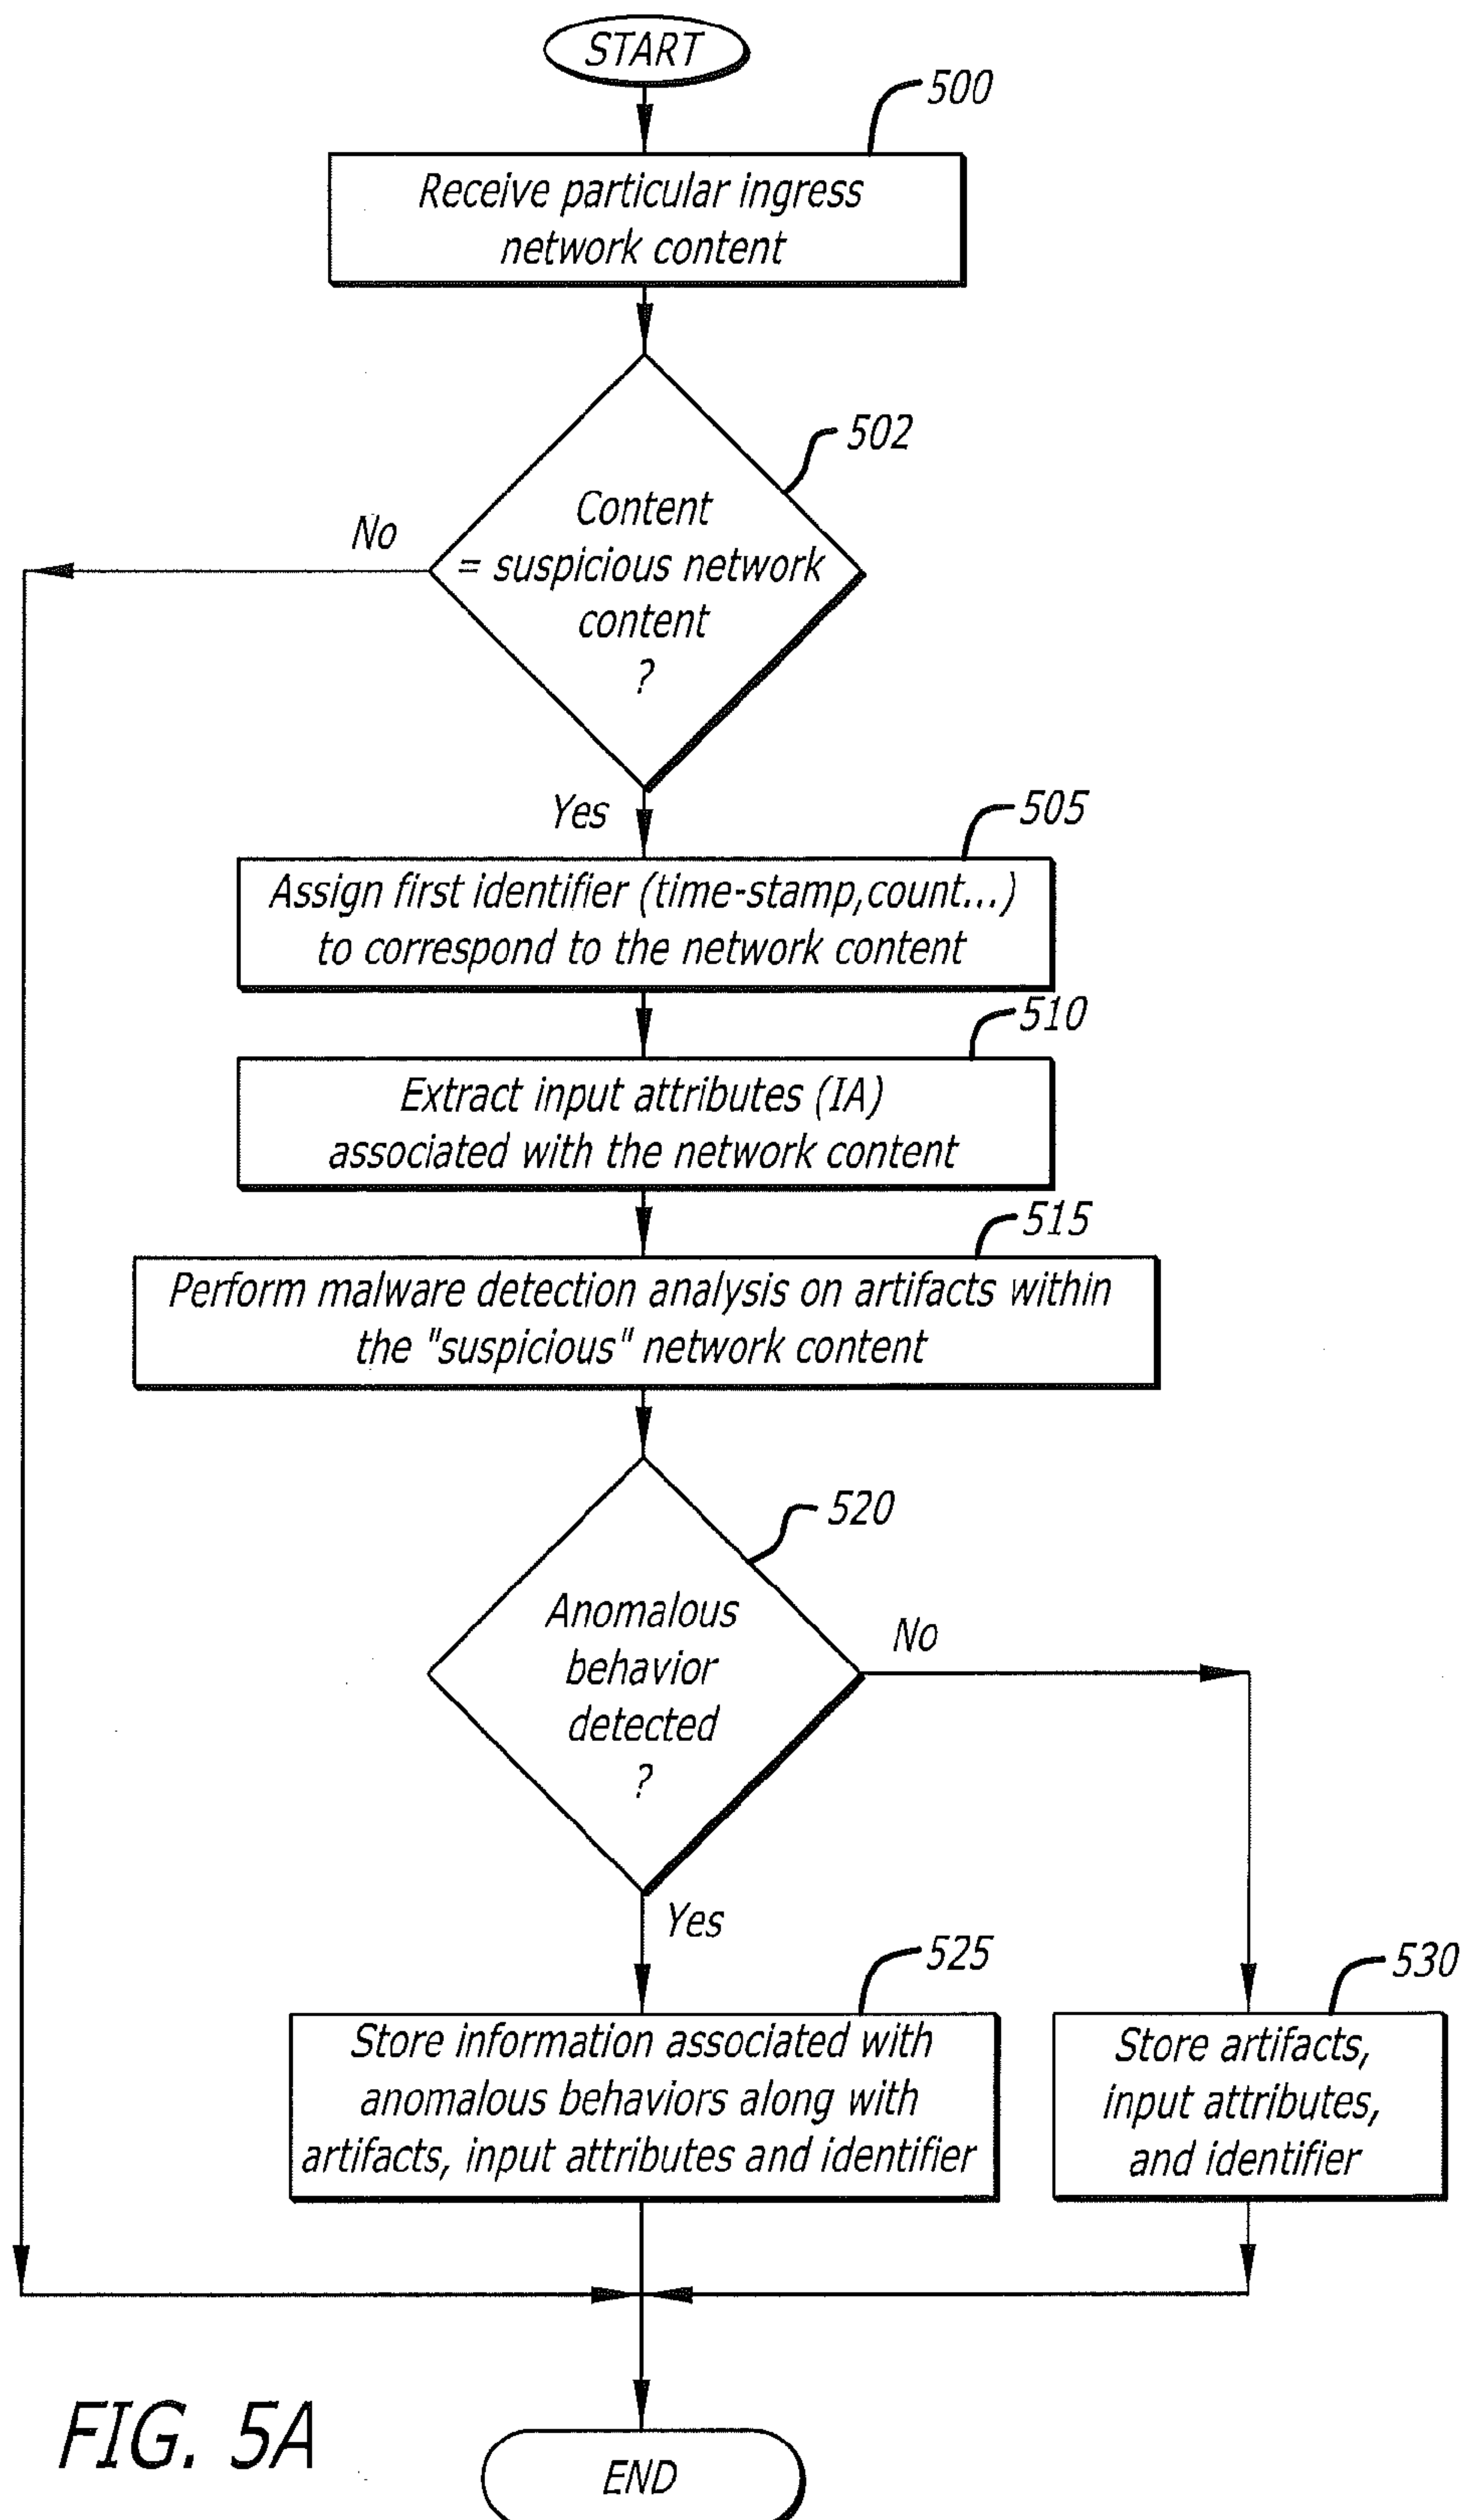 START
500
Receive particular ingress
network content
502
Content
= suspicious network
content
?
No
Yes
505
Assign first identifier (time-stamp,count...)
to correspond to the network content
510
Extract input attributes (IA)
associated with the network content
515
Perform malware detection analysis on artifacts within
the "suspicious" network content
520
Anomalous
behavior
detected
?
No
Yes
525
Store information associated with
anomalous behaviors along with
artifacts, input attributes and identifier
530
Store artifacts,
input attributes,
and identifier
FIG. 5A
END